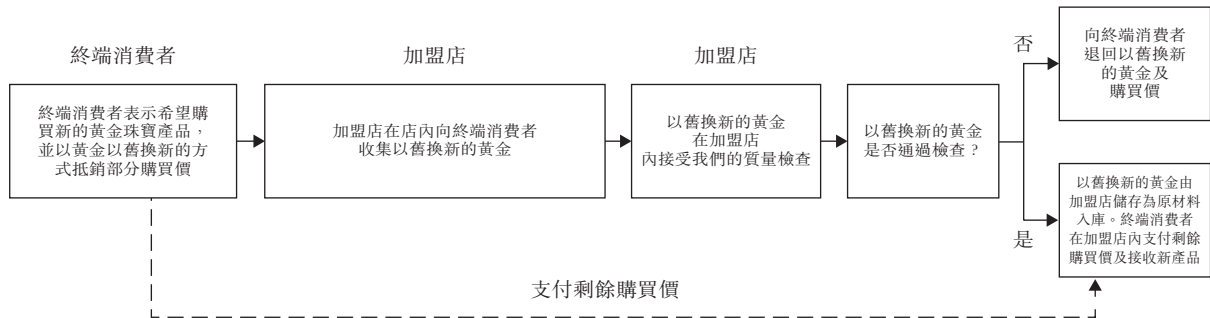 終端消費者
終端消費者表示希望購
買新的黃金珠寶產品，
並以黃金以舊換新的方
式抵銷部分購買價
加盟店
加盟店在店內向終端消費者
收集以舊換新的黃金
加盟店
以舊換新的黃金
在加盟店
內接受我們的質量檢查
以舊換新的黃金
是否通過檢查？
否
向終端消費者
退回以舊換新
的黃金及
購買價
是
以舊換新的黃金由
加盟店儲存為原材料
入庫。終端消費者
在加盟店內支付剩餘
購買價及接收新產品
支付剩餘購買價